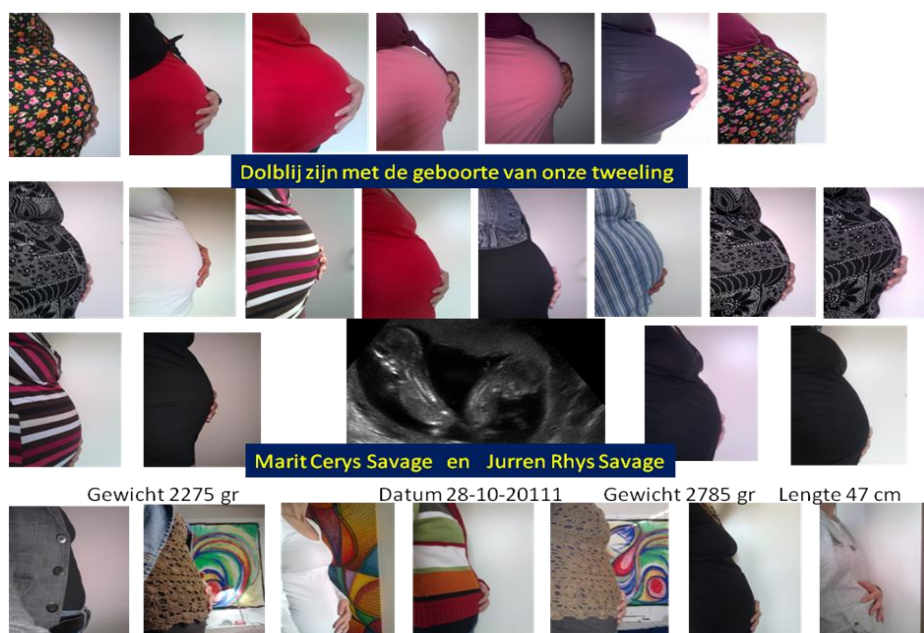 Dolblij zijn met de geboorte van onze tweeling
Marit Cerys Savage en Jurren Rhys Savage
Gewicht 2275 gr Datum 28-10-20111 Gewicht 2785 gr Lengte 47 cm